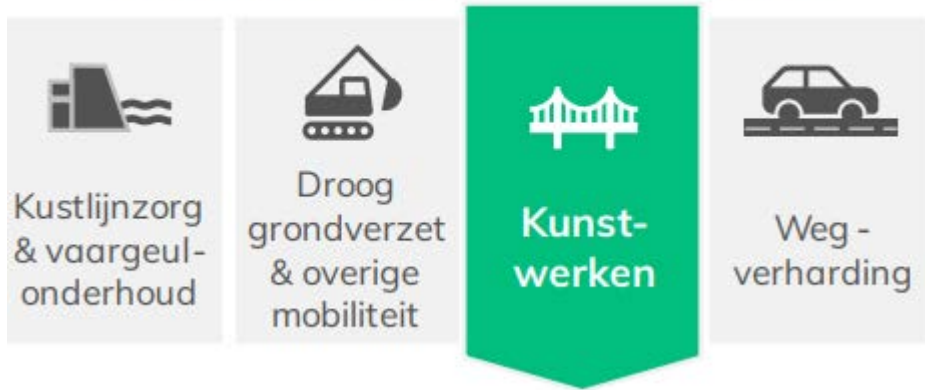 Kustlijnzorg
& vaargeul-
onderhoud
Droog
grondverzet
& overige
mobiliteit
Kunst-
werken
Weg -
verharding